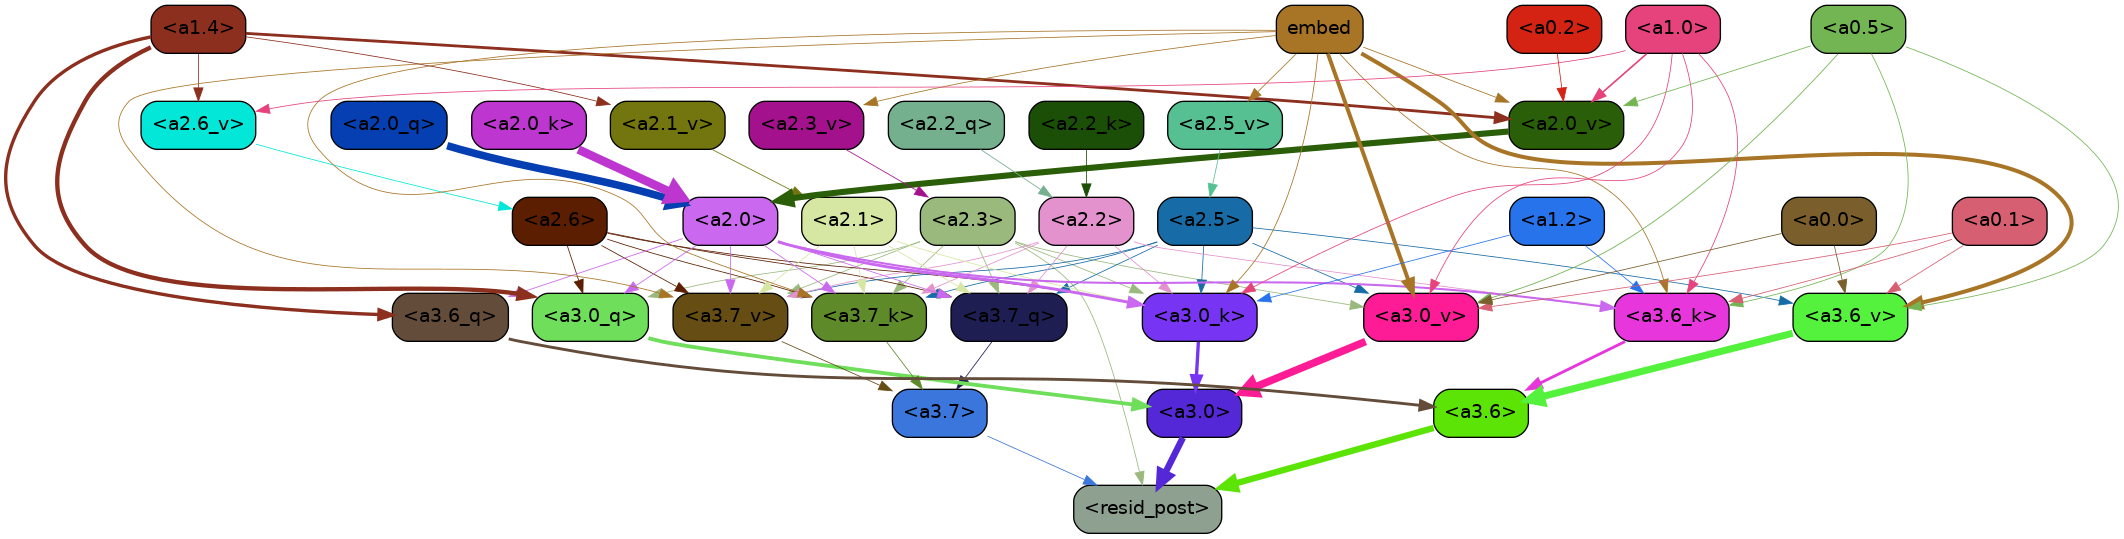 <a1.4>
embed
<a0.2>
<a1.0>
<a0.5>
<a2.6_v>
<a2.0_q>
<a2.0_k>
<a2.1_v>
<a2.3_v>
<a2.2_q>
<a2.2_k>
<a2.5_v>
<a2.0_v>
<a2.6>
<a2.0>
<a2.1>
<a2.3>
<a2.2>
<a2.5>
<a1.2>
<a0.0>
<a0.1>
<a3.6_q>
<a3.0_q>
<a3.7_v>
<a3.7_k>
<a3.7_q>
<a3.0_k>
<a3.0_v>
<a3.6_k>
<a3.6_v>
<a3.7>
<a3.0>
<a3.6>
<resid_post>